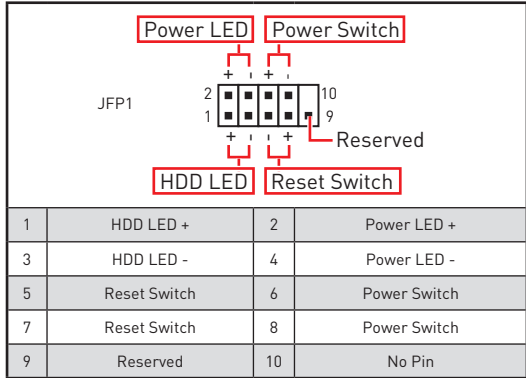 Power LED Power Switch
+ - + -
JFP1
2 10
1 9
+ - - +
Reserved
HDD LED Reset Switch
1 HDD LED + 2 Power LED +
3 HDD LED - 4 Power LED -
5 Reset Switch 6 Power Switch
7 Reset Switch 8 Power Switch
9 Reserved 10 No Pin